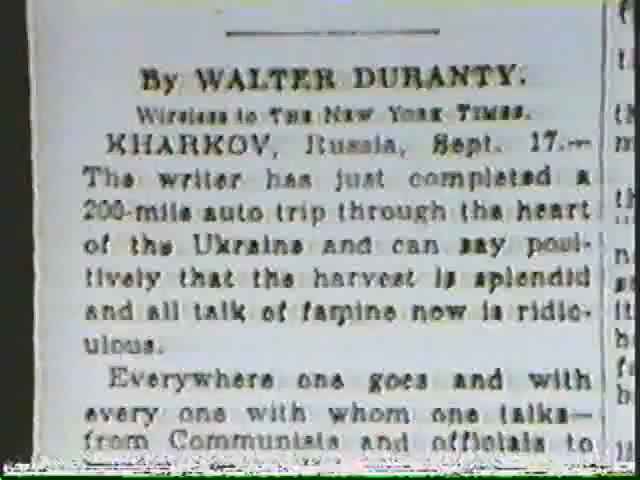 By WALTER DURANTY.
Wireless to THE NEW YORK TIMES.
KHARKOV, Russia, Sept. 17.—
The writer has just completed a
200-mile auto trip through the heart
of the Ukraine and can say posi-
tively that the harvest is splendid
and all talk of famine now is ridic-
ulous.
Everywhere one goes and with
every one with whom one talks—
from Communists and officials to